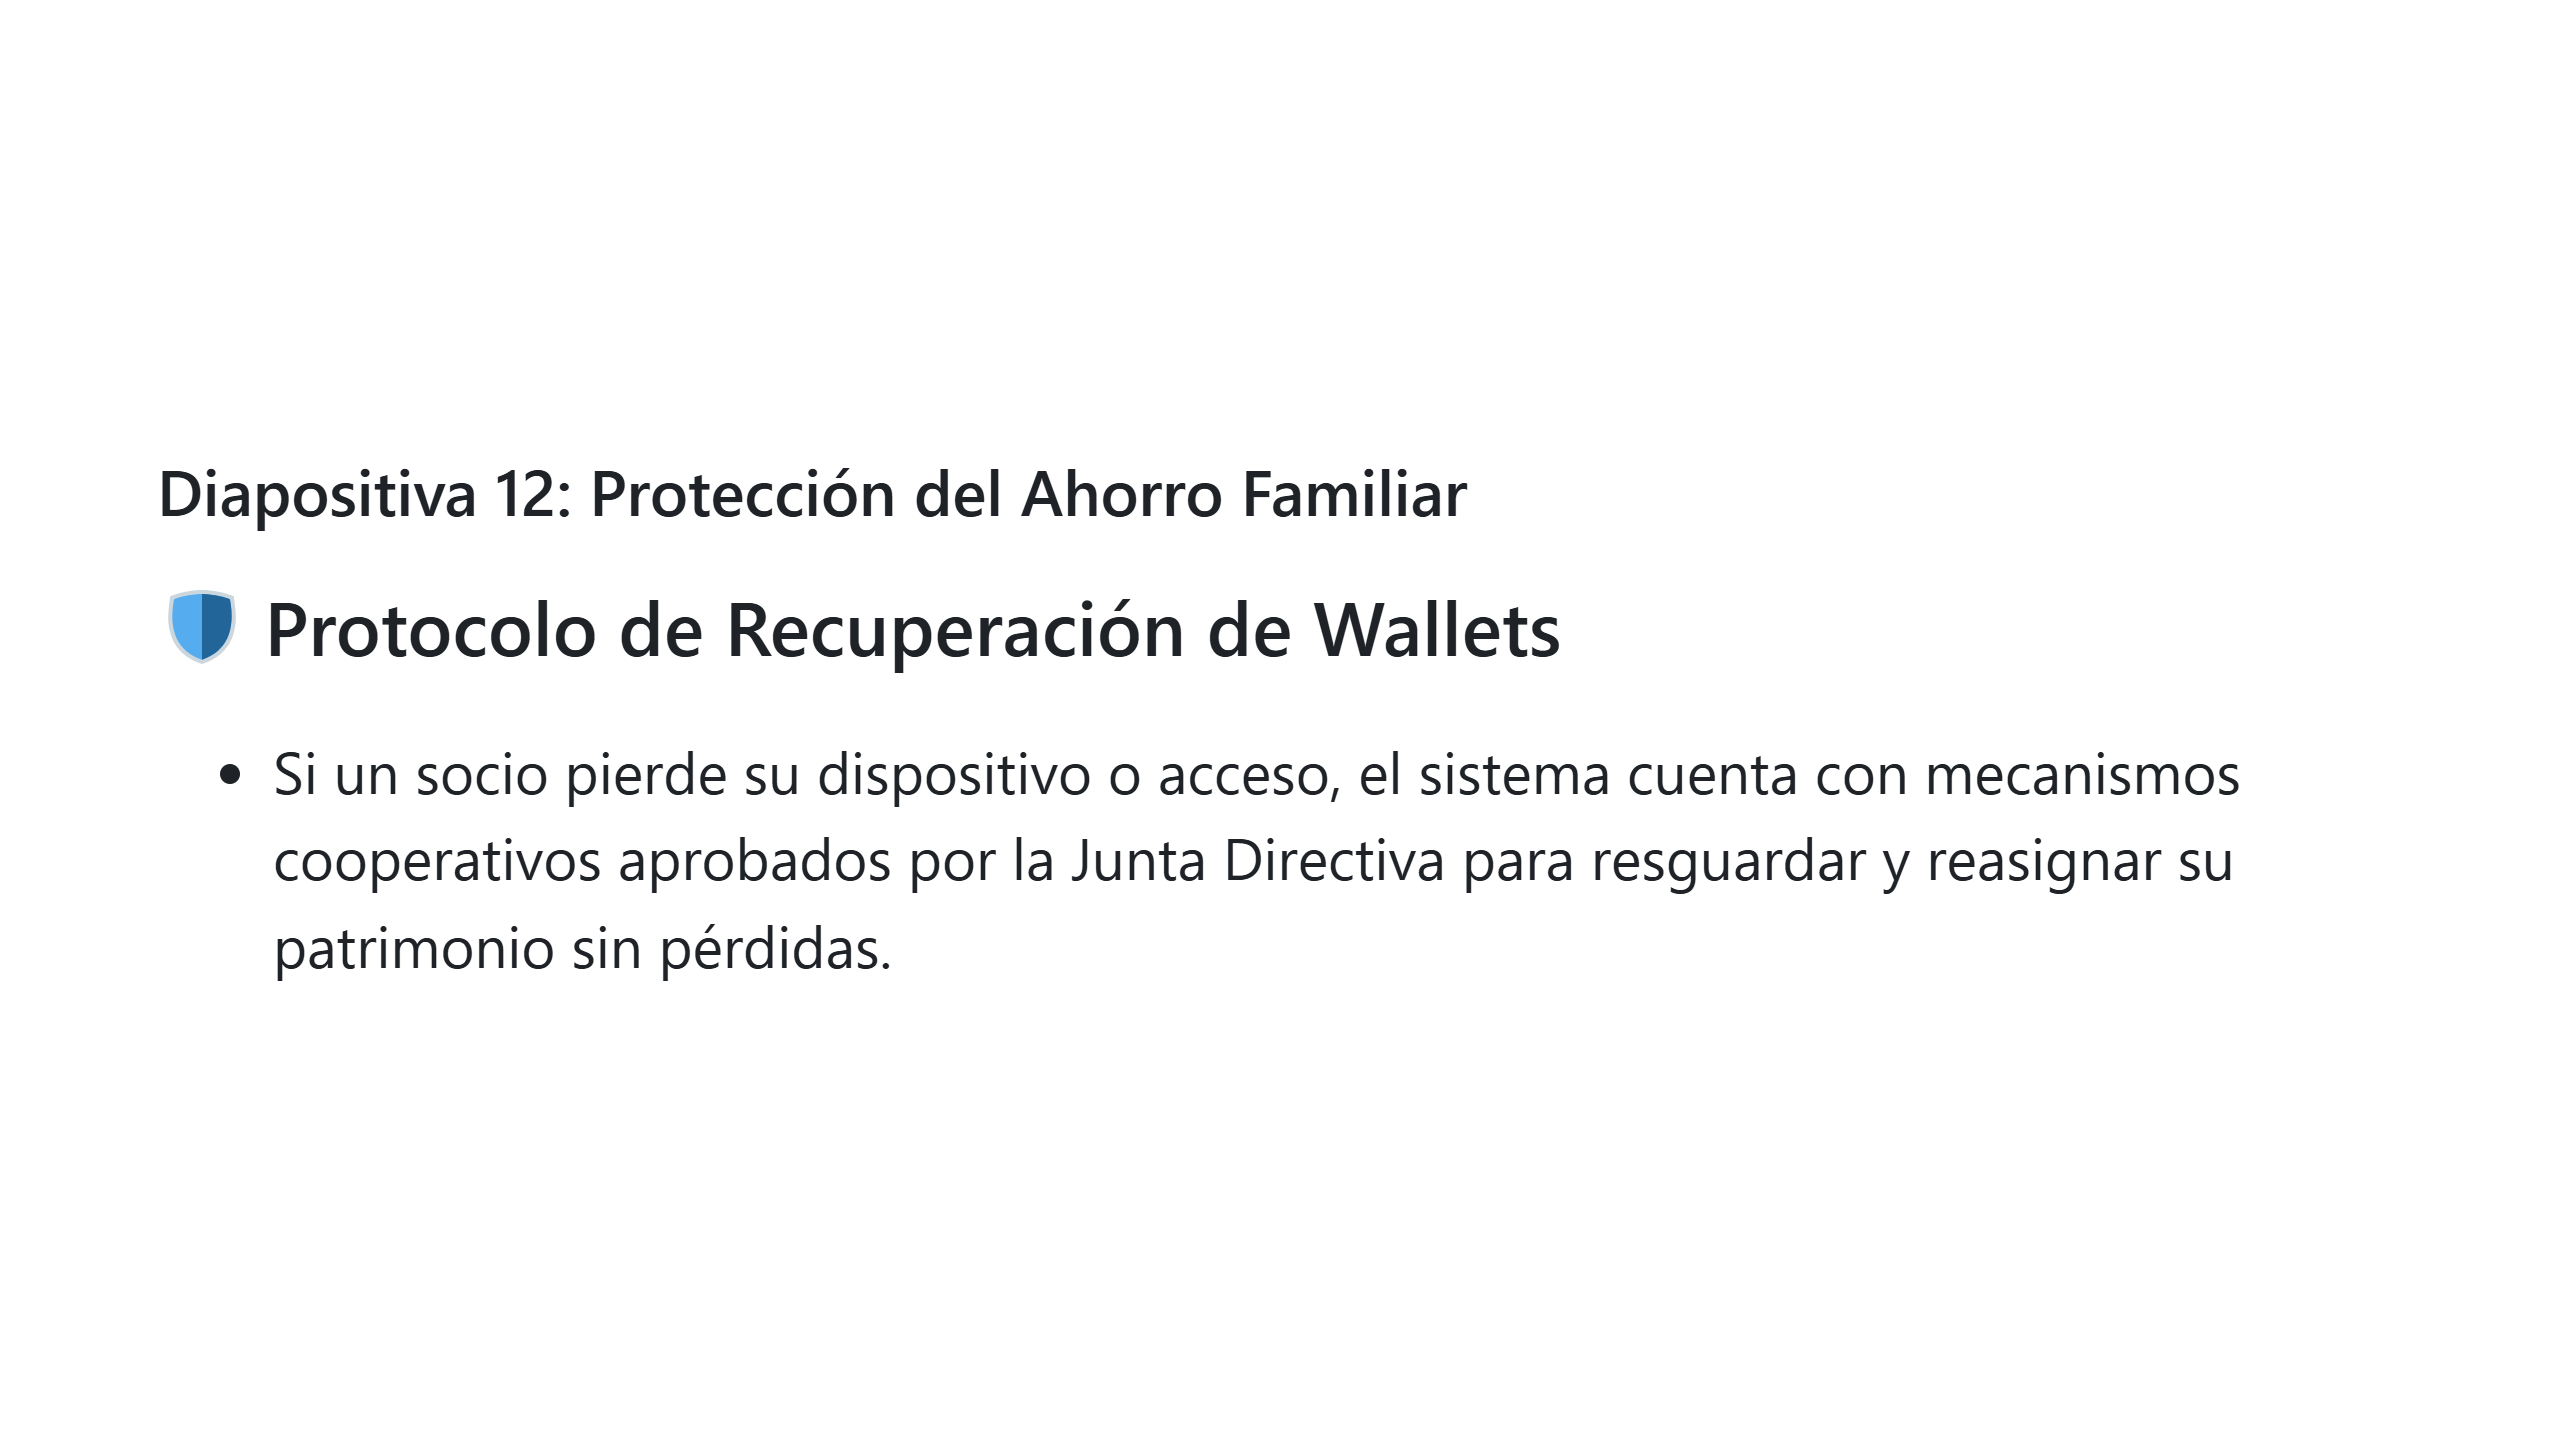 Diapositiva 12: Protección del Ahorro Familiar
🛡️ Protocolo de Recuperación de Wallets
• Si un socio pierde su dispositivo o acceso, el sistema cuenta con mecanismos
cooperativos aprobados por la Junta Directiva para resguardar y reasignar su
patrimonio sin pérdidas.